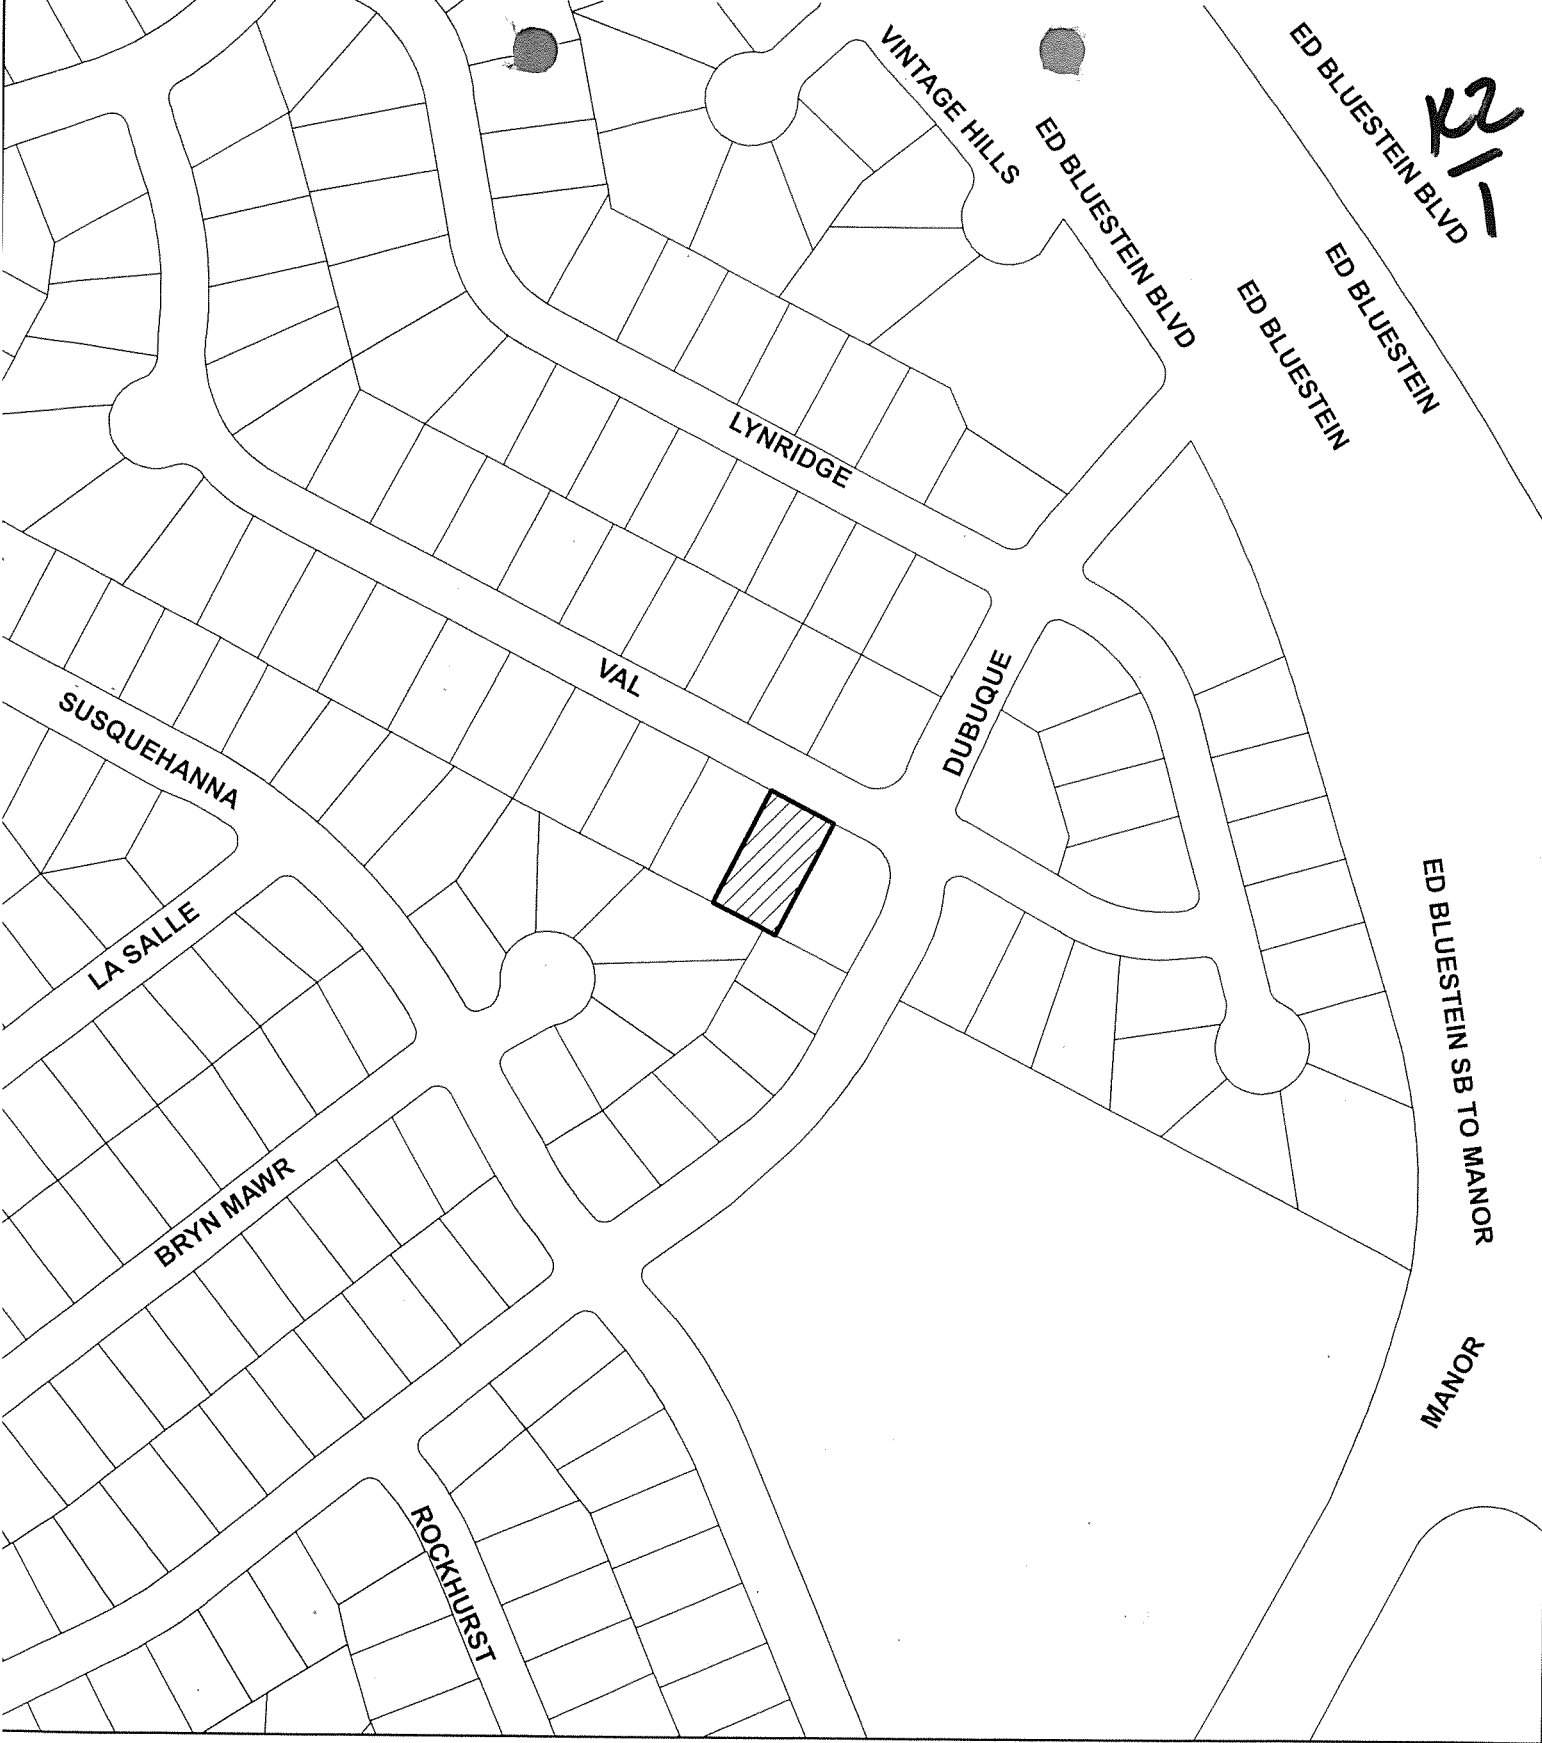 VINTAGE HILLS
ED BLUESTEIN BLVD
K2
/
1
ED BLUESTEIN BLVD
ED BLUESTEIN
ED BLUESTEIN
LYNRIDGE
VAL
DUBUQUE
SUSQUEHANNA
LA SALLE
ED BLUESTEIN SB TO MANOR
BRYN MAWR
MANOR
ROCKHURST